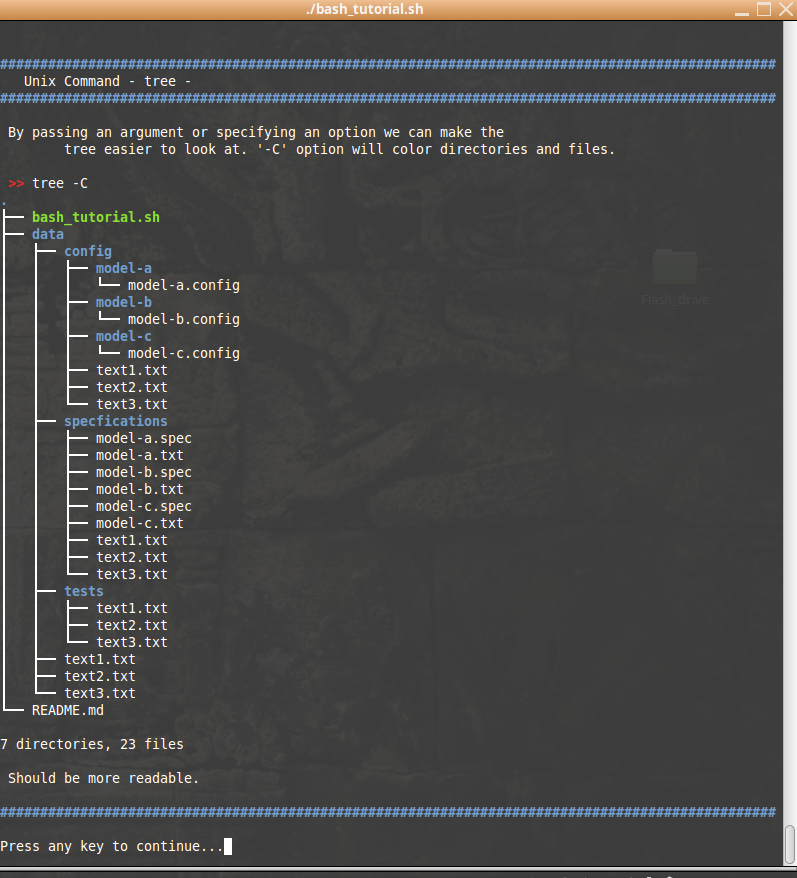 ./bash_tutorial.sh
################################################################################################# 
Unix Command - tree -
#################################################################################################
By passing an argument or specifying an option we can make the
tree easier to look at. '-C' option will color directories and files.
>> tree -C
.
├── bash_tutorial.sh
├── data
│   ├── config
│   │   ├── model-a
│   │   │   └── model-a.config
│   │   ├── model-b
│   │   │   └── model-b.config
│   │   ├── model-c
│   │   │   └── model-c.config
│   │   ├── text1.txt
│   │   ├── text2.txt
│   │   └── text3.txt
│   ├── specfications
│   │   ├── model-a.spec
│   │   ├── model-a.txt
│   │   ├── model-b.spec
│   │   ├── model-b.txt
│   │   ├── model-c.spec
│   │   ├── model-c.txt
│   │   ├── text1.txt
│   │   ├── text2.txt
│   │   └── text3.txt
│   ├── tests
│   │   ├── text1.txt
│   │   ├── text2.txt
│   │   └── text3.txt
│   ├── text1.txt
│   ├── text2.txt
│   └── text3.txt
└── README.md
7 directories, 23 files
Should be more readable.
#################################################################################################
Press any key to continue...
Flash_drive